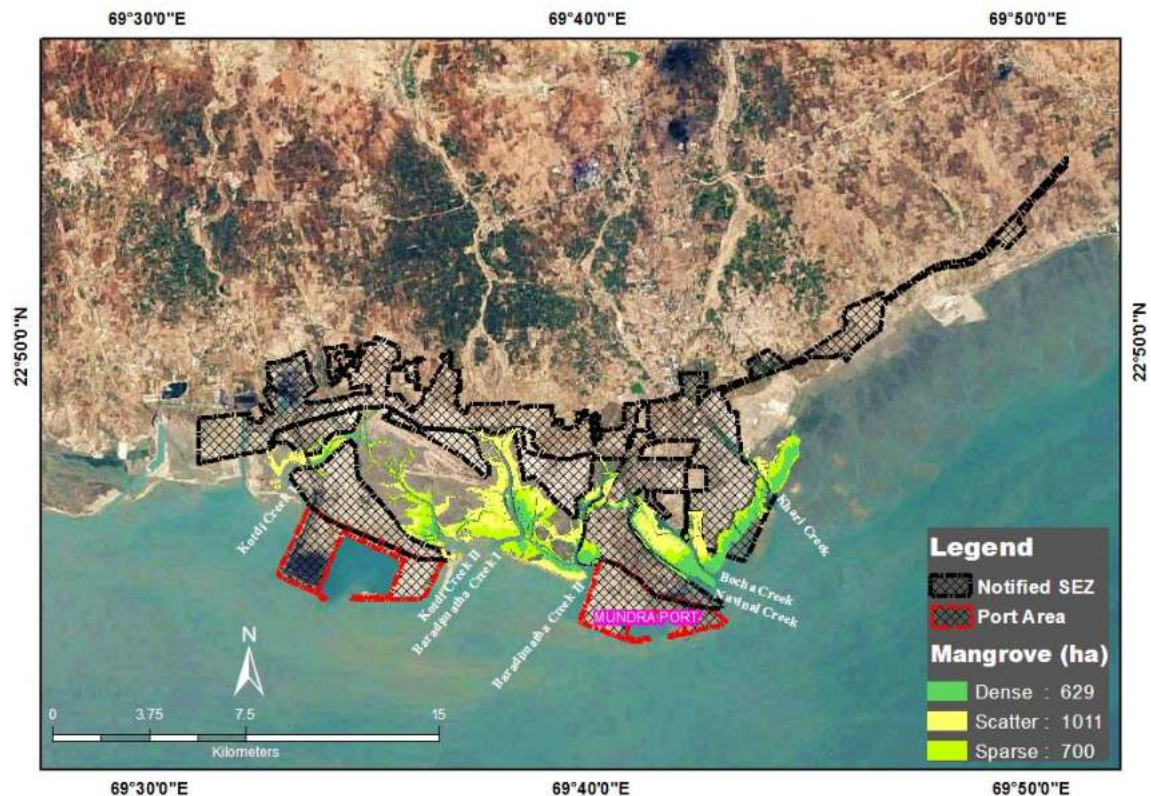 69°30'0"E 69°40'0"E 69°50'0"E
22°50'0"N
22°50'0"N
Kotdi Creek I
Kotdi Creek II
Baradimatha Creek I
Baradimatha Creek II
Khari Creek
Bocha Creek
Navinal Creek
MUNDRA PORT
N
0 3.75 7.5 15
Kilometers
Legend
Notified SEZ
Port Area
Mangrove (ha)
Dense : 629
Scatter : 1011
Sparse : 700
69°30'0"E 69°40'0"E 69°50'0"E